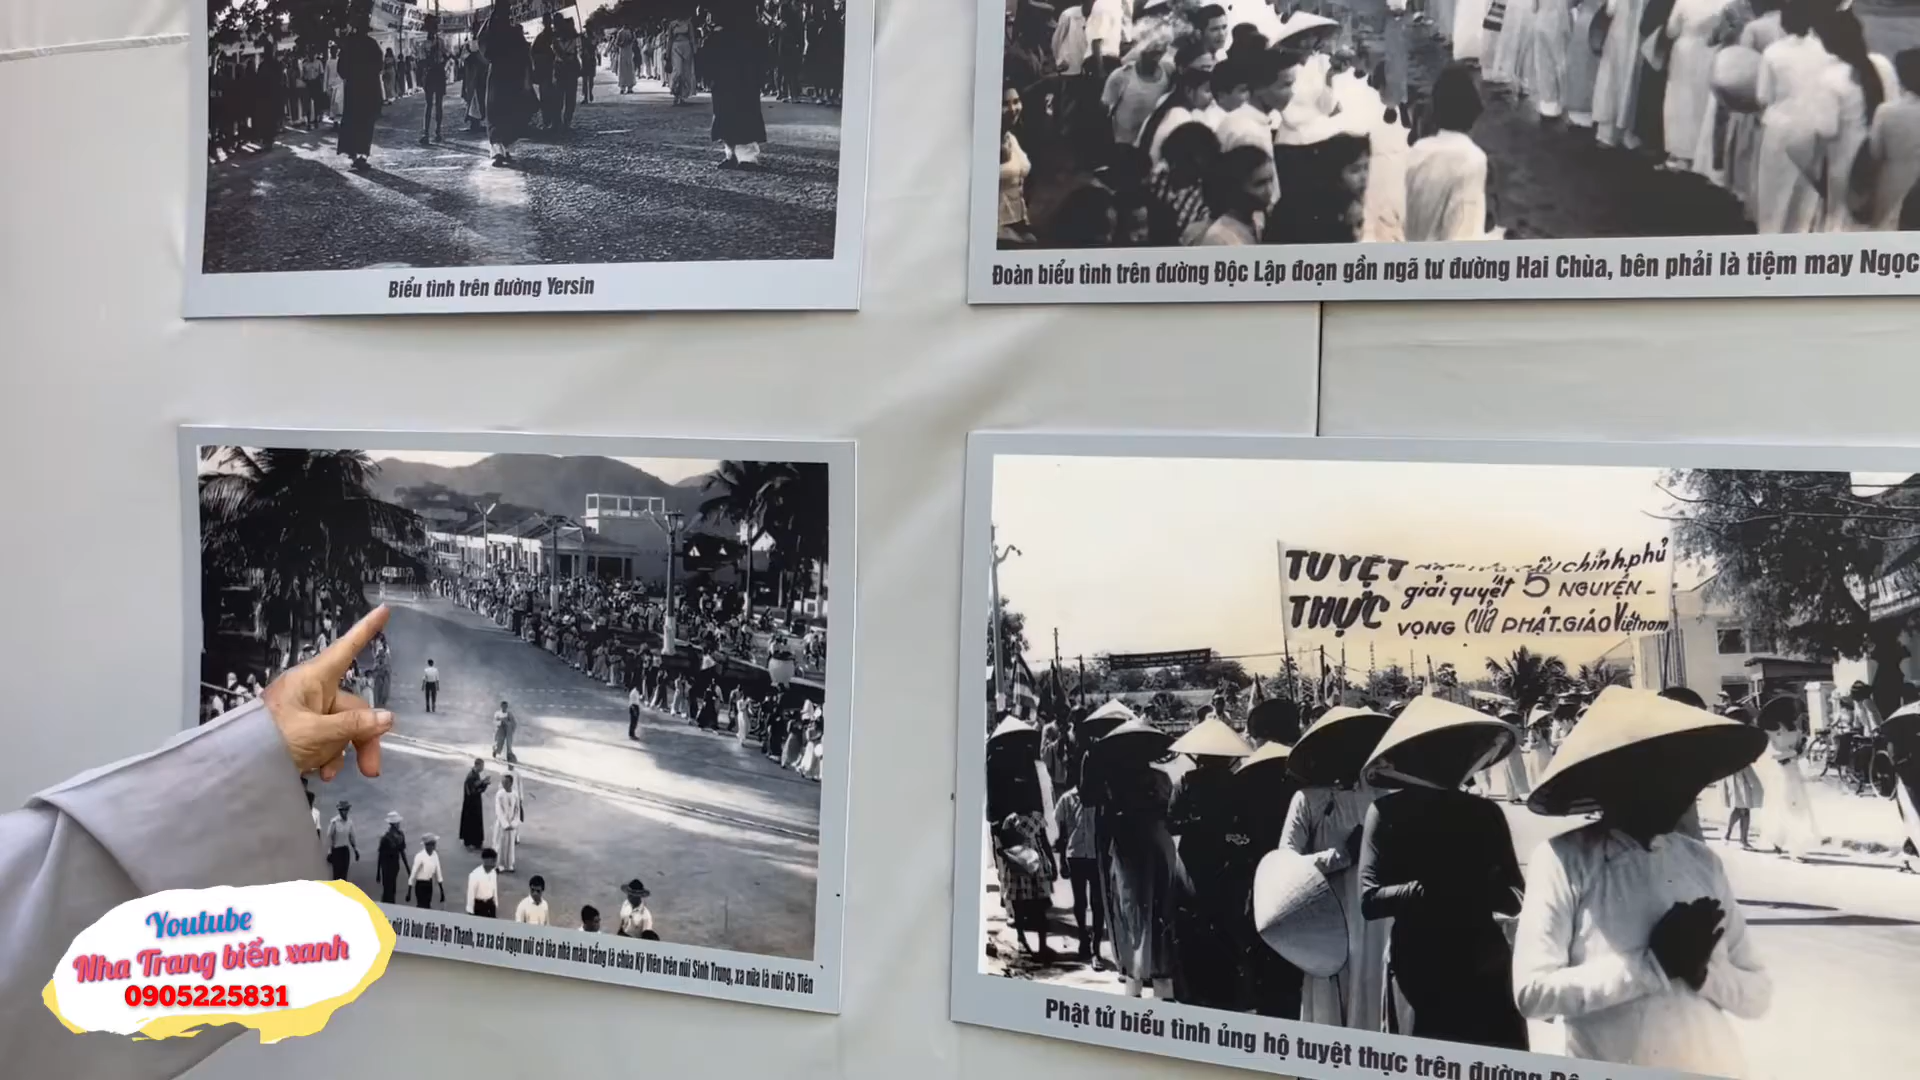 Biểu tình trên đường Yersin
Đoàn biểu tình trên đường Độc Lập đoạn gần ngã tư đường Hai Chùa, bên phải là tiệm may Ngọc
TUYỆT chính phủ
THỰC giải quyết 5 NGUYỆN-
VỌNG CỦA PHẬT.GIÁO Việtnam
là bưu điện Vạn Thạnh, xa xa có ngọn núi có tòa nhà màu trắng là chùa Kỳ Viên trên núi Sinh Trung, xa nữa là núi Cô Tiên
Phật tử biểu tình ủng hộ tuyệt thực trên đường
Youtube
Nha Trang biển xanh
0905225831